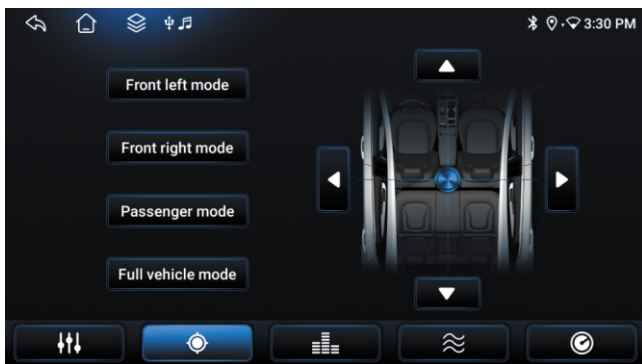 3:30 PM
Front left mode
Front right mode
Passenger mode
Full vehicle mode